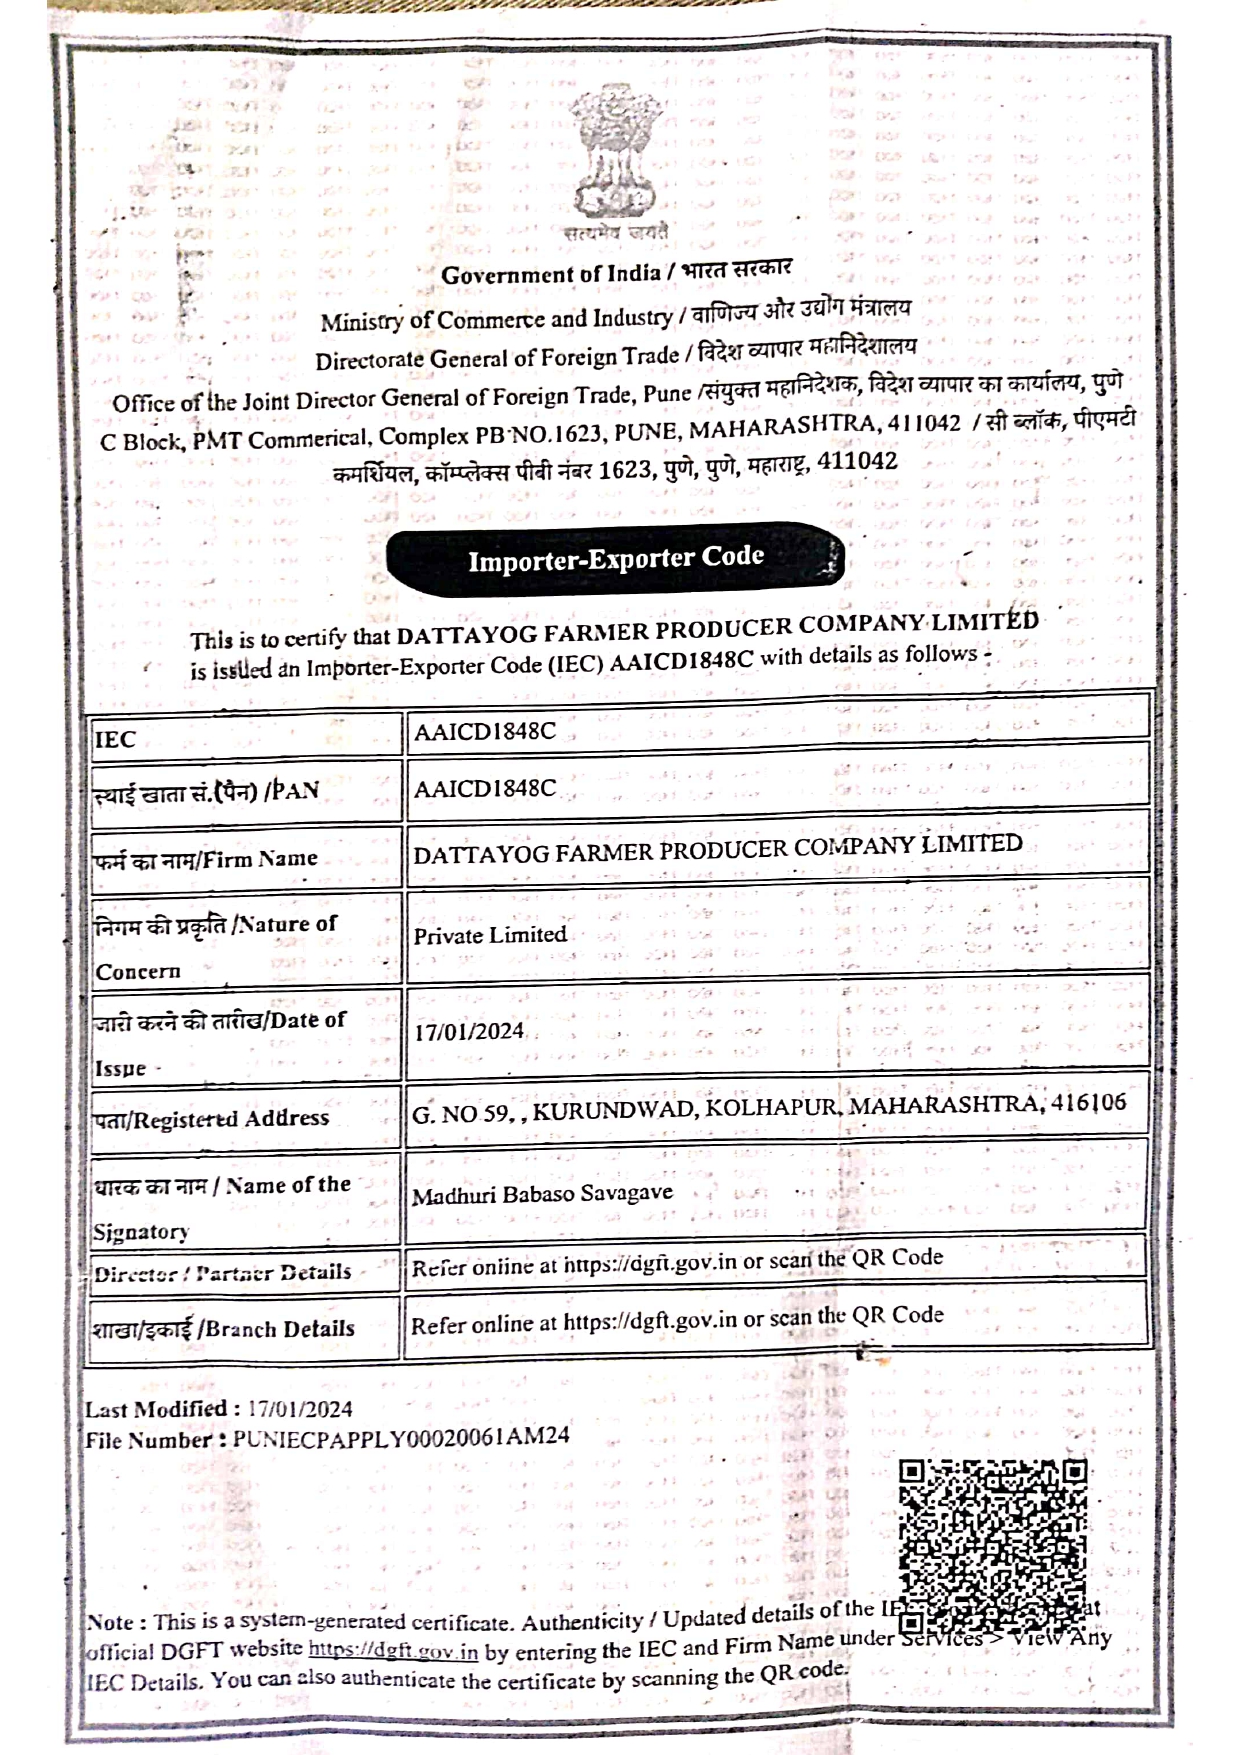 सत्यमेव जयते
Government of India / भारत सरकार
Ministry of Commerce and Industry / वाणिज्य और उद्योग मंत्रालय
Directorate General of Foreign Trade / विदेश व्यापार महानिदेशालय
Office of the Joint Director General of Foreign Trade, Pune /संयुक्त महानिदेशक, विदेश व्यापार का कार्यालय, पुणे
C Block, PMT Commerical, Complex PB NO.1623, PUNE, MAHARASHTRA, 411042 / सी ब्लॉक, पीएमटी
कमर्शियल, कॉम्प्लेक्स पीबी नंबर 1623, पुणे, पुणे, महाराष्ट्र, 411042
Importer-Exporter Code
This is to certify that DATTAYOG FARMER PRODUCER COMPANY LIMITED
is issued an Importer-Exporter Code (IEC) AAICD1848C with details as follows -
IEC AAICD1848C
स्थाई खाता सं.(पैन) /PAN AAICD1848C
फर्म का नाम/Firm Name DATTAYOG FARMER PRODUCER COMPANY LIMITED
निगम की प्रकृति /Nature of
Concern Private Limited
जारी करने की तारीख/Date of
Issue 17/01/2024
पता/Registered Address G. NO 59, , KURUNDWAD, KOLHAPUR, MAHARASHTRA, 416106
धारक का नाम / Name of the
Signatory Madhuri Babaso Savagave
Director / Partner Details Refer online at https://dgft.gov.in or scan the QR Code
शाखा/इकाई /Branch Details Refer online at https://dgft.gov.in or scan the QR Code
Last Modified : 17/01/2024
File Number : PUNIECPAPPLY00020061AM24
Note : This is a system-generated certificate. Authenticity / Updated details of the at
official DGFT website https://dgft.gov.in by entering the IEC and Firm Name under Services > View Any
IEC Details. You can also authenticate the certificate by scanning the QR code.